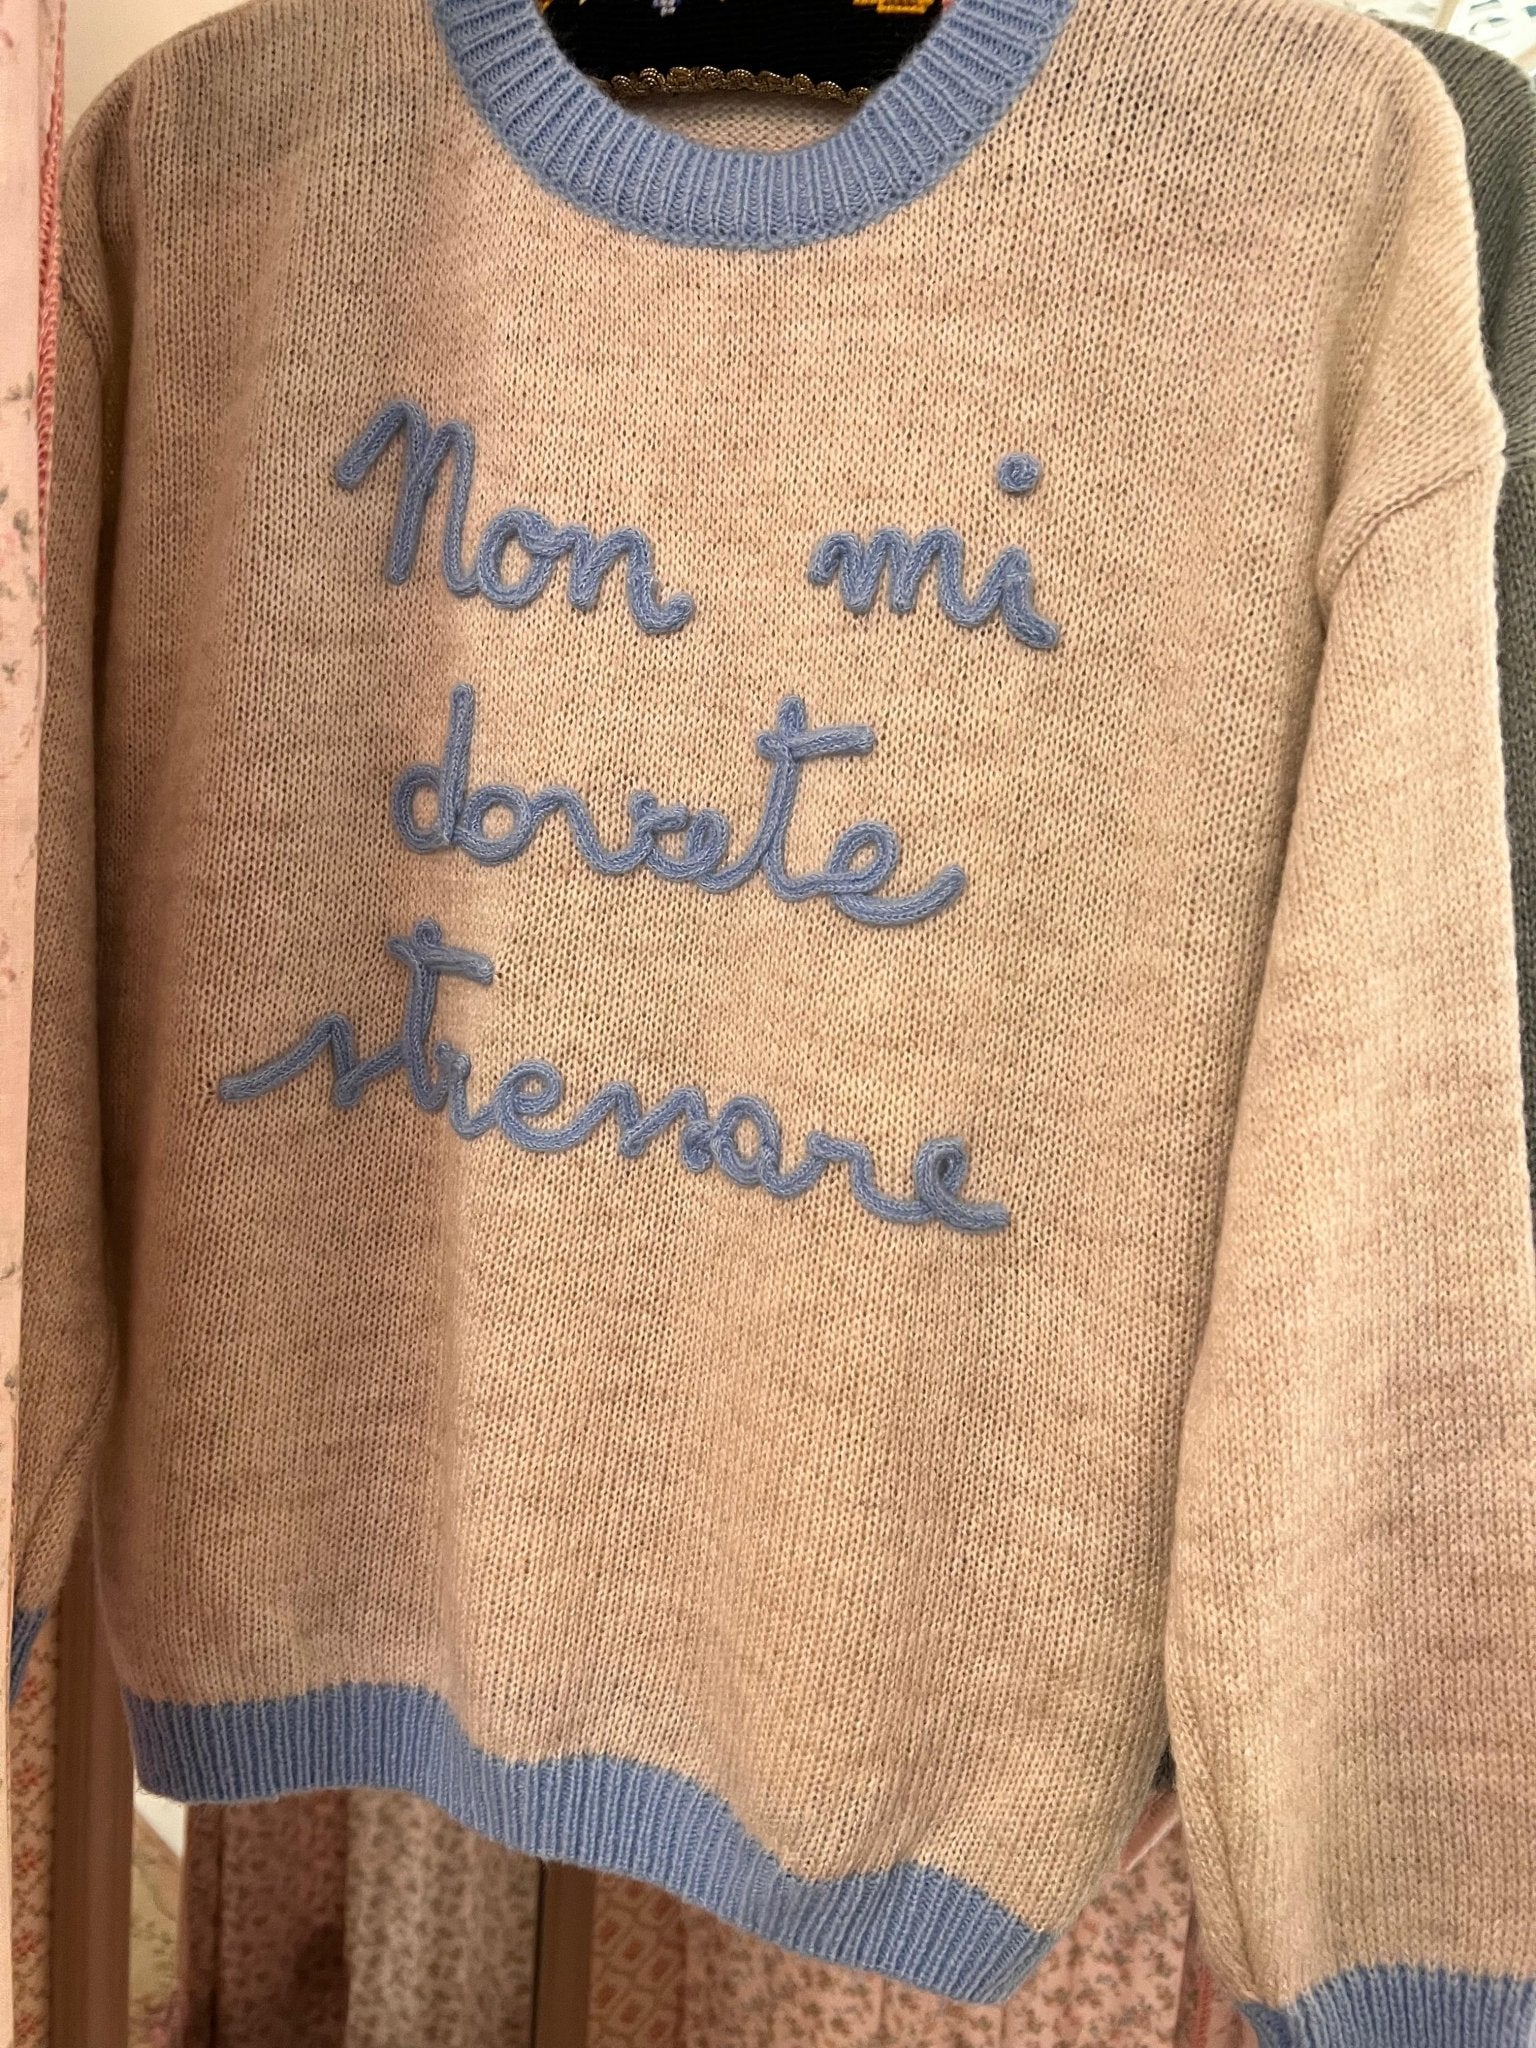 Non mi
dovete
stressare